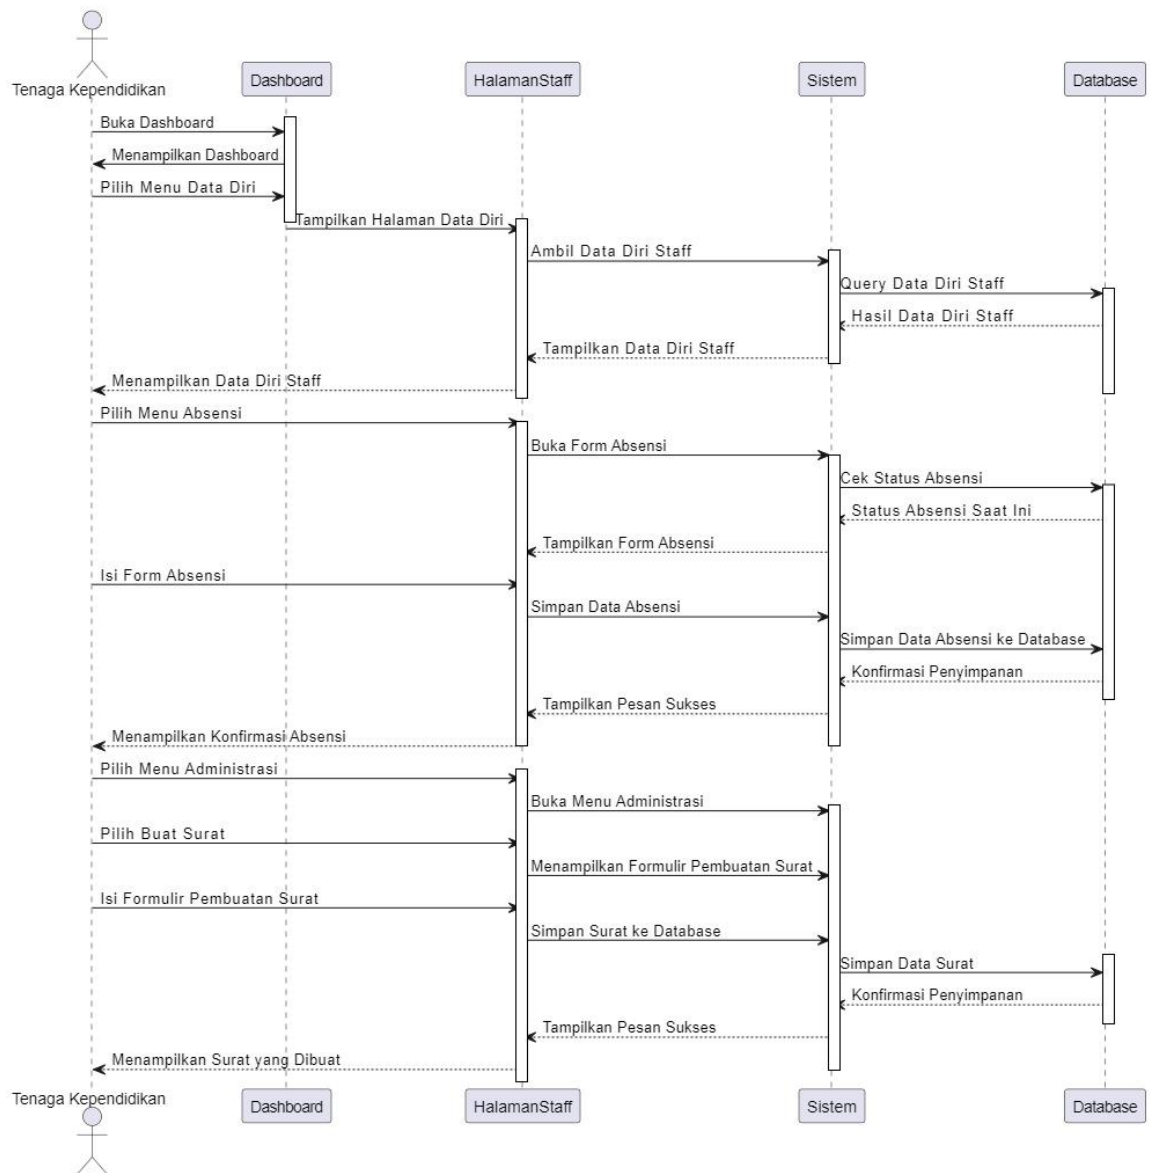 Tenaga Kependidikan
Dashboard
HalamanStaff
Sistem
Database
Buka Dashboard
Menampilkan Dashboard
Pilih Menu Data Diri
Tampilkan Halaman Data Diri
Ambil Data Diri Staff
Query Data Diri Staff
Hasil Data Diri Staff
Tampilkan Data Diri Staff
Menampilkan Data Diri Staff
Pilih Menu Absensi
Buka Form Absensi
Cek Status Absensi
Status Absensi Saat Ini
Tampilkan Form Absensi
Isi Form Absensi
Simpan Data Absensi
Simpan Data Absensi ke Database
Konfirmasi Penyimpanan
Tampilkan Pesan Sukses
Menampilkan Konfirmasi Absensi
Pilih Menu Administrasi
Buka Menu Administrasi
Pilih Buat Surat
Menampilkan Formulir Pembuatan Surat
Isi Formulir Pembuatan Surat
Simpan Surat ke Database
Simpan Data Surat
Konfirmasi Penyimpanan
Tampilkan Pesan Sukses
Menampilkan Surat yang Dibuat
Tenaga Kependidikan
Dashboard
HalamanStaff
Sistem
Database